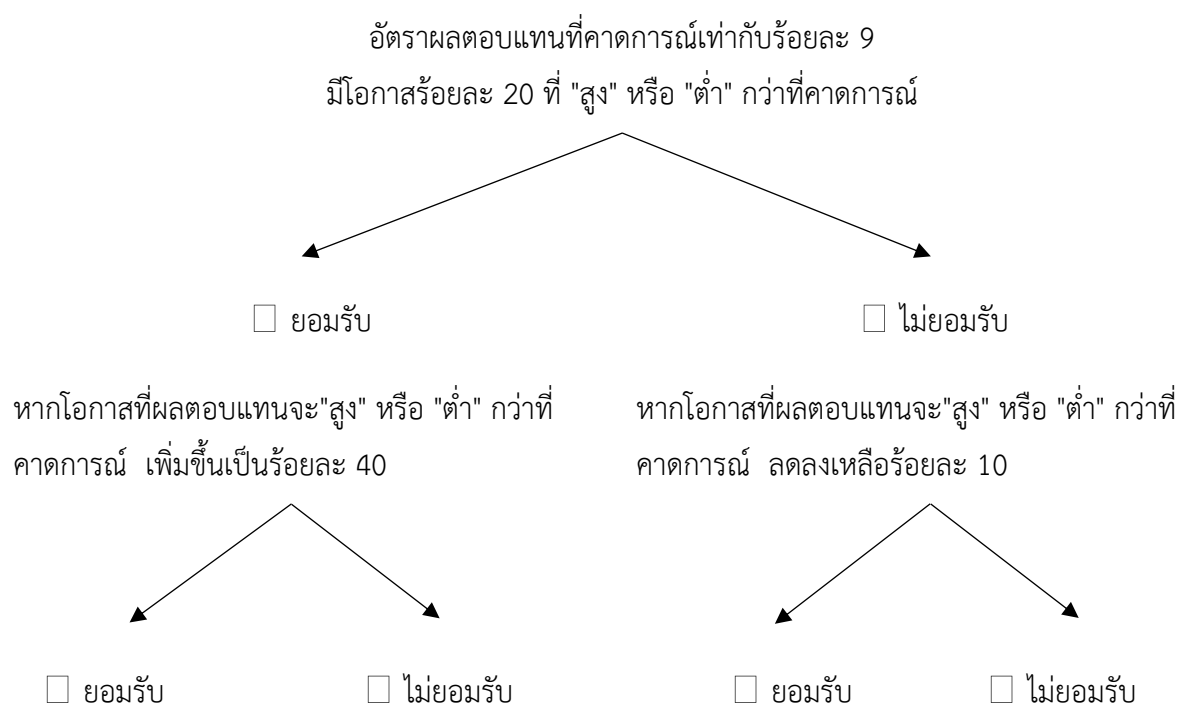 อัตราผลตอบแทนที่คาดการณ์เท่ากับร้อยละ 9
มีโอกาสร้อยละ 20 ที่ "สูง" หรือ "ต่ำ" กว่าที่คาดการณ์
☐ ยอมรับ
☐ ไม่ยอมรับ
หากโอกาสที่ผลตอบแทนจะ"สูง" หรือ "ต่ำ" กว่าที่
คาดการณ์ เพิ่มขึ้นเป็นร้อยละ 40
หากโอกาสที่ผลตอบแทนจะ"สูง" หรือ "ต่ำ" กว่าที่
คาดการณ์ ลดลงเหลือร้อยละ 10
☐ ยอมรับ
☐ ไม่ยอมรับ
☐ ยอมรับ
☐ ไม่ยอมรับ